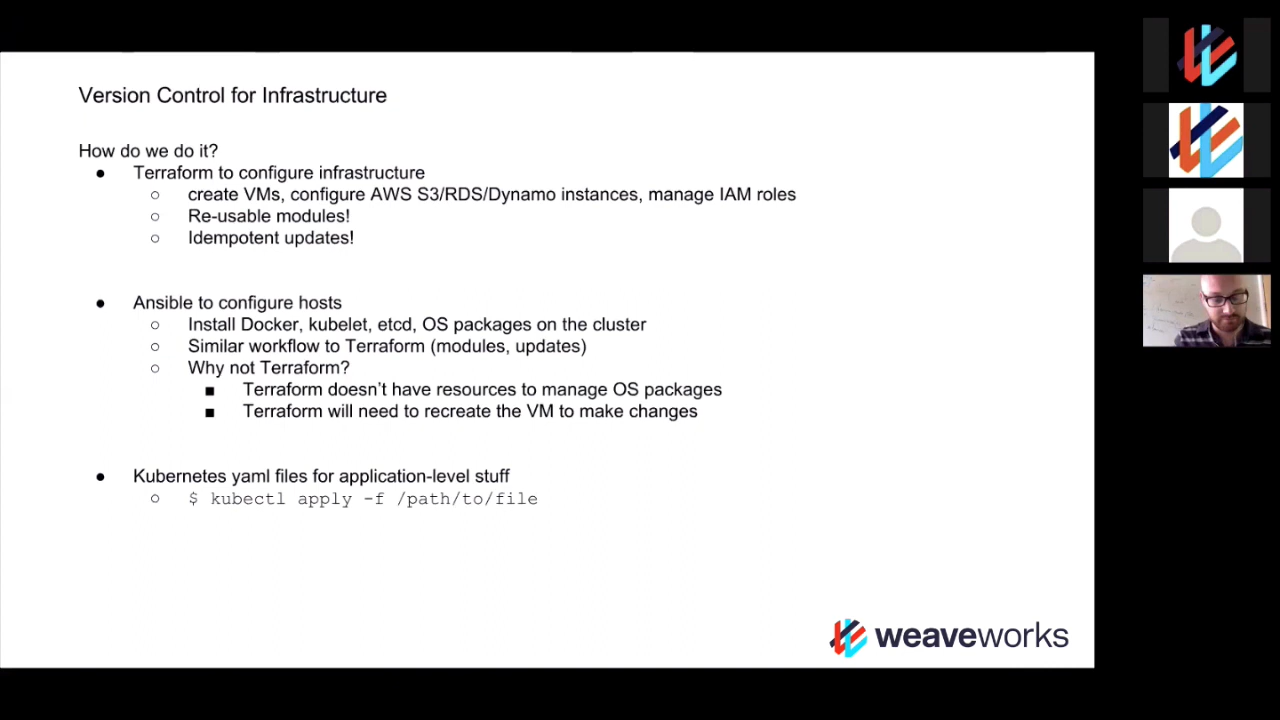 Version Control for Infrastructure
How do we do it?
● Terraform to configure infrastructure
○ create VMs, configure AWS S3/RDS/Dynamo instances, manage IAM roles
○ Re-usable modules!
○ Idempotent updates!
● Ansible to configure hosts
○ Install Docker, kubelet, etcd, OS packages on the cluster
○ Similar workflow to Terraform (modules, updates)
○ Why not Terraform?
■ Terraform doesn't have resources to manage OS packages
■ Terraform will need to recreate the VM to make changes
● Kubernetes yaml files for application-level stuff
○ $ kubectl apply -f /path/to/file
weaveworks